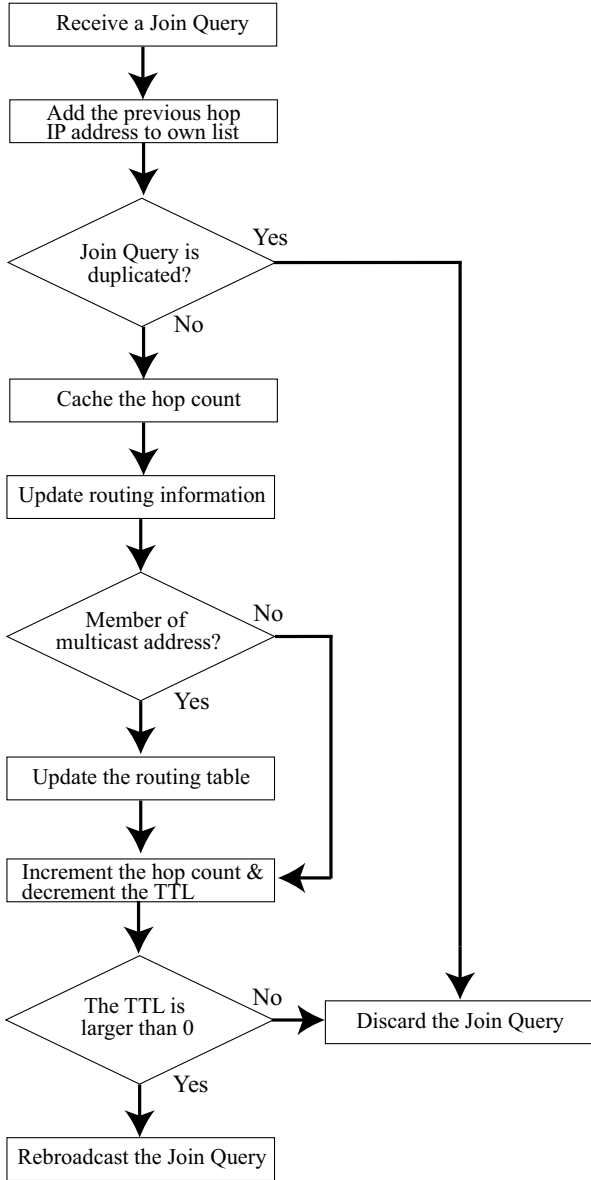 Receive a Join Query
Add the previous hop
IP address to own list
Yes
Join Query is
duplicated?
No
Cache the hop count
Update routing information
No
Member of
multicast address?
Yes
Update the routing table
Increment the hop count &
decrement the TTL
The TTL is
larger than 0
No
Discard the Join Query
Yes
Rebroadcast the Join Query